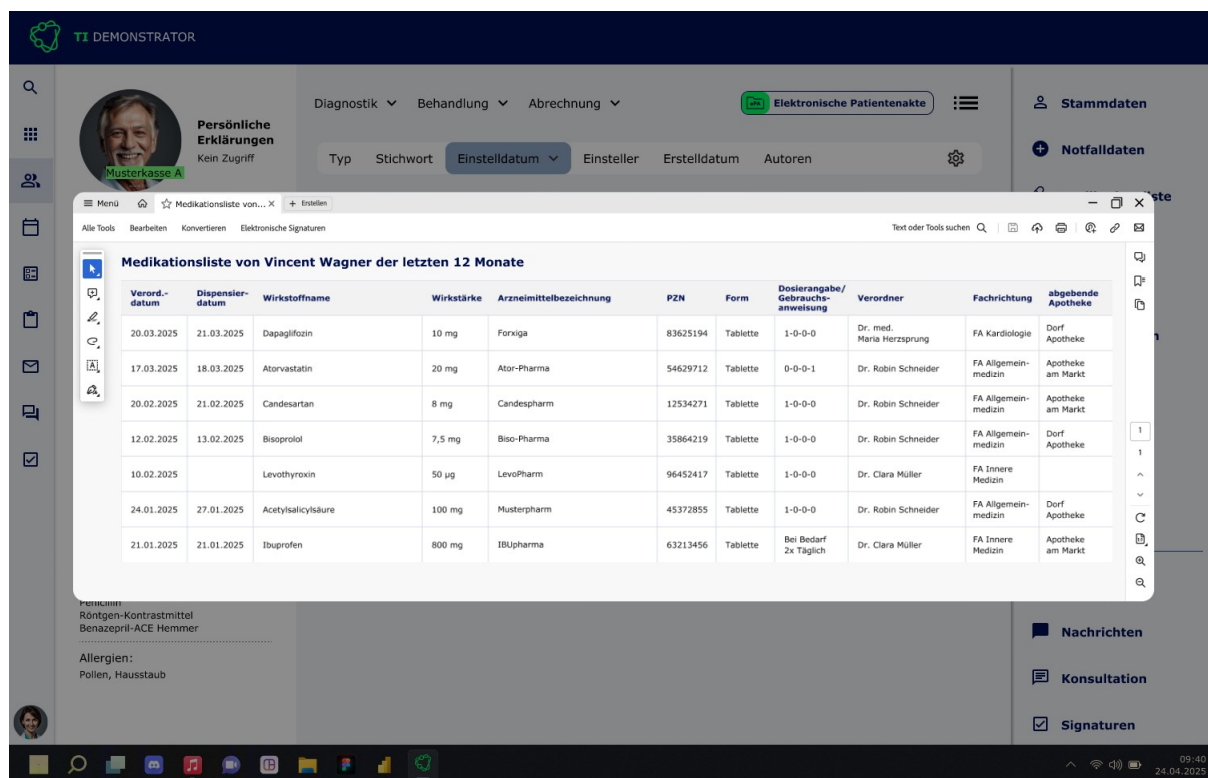 TI DEMONSTRATOR
Persönliche
Erklärungen
Kein Zugriff
Musterkasse A
Diagnostik Behandlung Abrechnung
ePA Elektronische Patientenakte
Typ Stichwort Einstelldatum Einsteller Erstelldatum Autoren
Stammdaten
Notfalldaten
ste
Menü Medikationsliste von... X + Erstellen
Alle Tools Bearbeiten Konvertieren Elektronische Signaturen Text oder Tools suchen
Medikationsliste von Vincent Wagner der letzten 12 Monate
Verord.-datum Dispensier-datum Wirkstoffname Wirkstärke Arzneimittelbezeichnung PZN Form Dosierangabe/Gebrauchs-anweisung Verordner Fachrichtung abgebende Apotheke
20.03.2025 21.03.2025 Dapaglifozin 10 mg Forxiga 83625194 Tablette 1-0-0-0 Dr. med. Maria Herzsprung FA Kardiologie Dorf Apotheke
17.03.2025 18.03.2025 Atorvastatin 20 mg Ator-Pharma 54629712 Tablette 0-0-0-1 Dr. Robin Schneider FA Allgemein-medizin Apotheke am Markt
20.02.2025 21.02.2025 Candesartan 8 mg Candespharm 12534271 Tablette 1-0-0-0 Dr. Robin Schneider FA Allgemein-medizin Apotheke am Markt
12.02.2025 13.02.2025 Bisoprolol 7,5 mg Biso-Pharma 35864219 Tablette 1-0-0-0 Dr. Robin Schneider FA Allgemein-medizin Dorf Apotheke
10.02.2025 Levothyroxin 50 µg LevoPharm 96452417 Tablette 1-0-0-0 Dr. Clara Müller FA Innere Medizin
24.01.2025 27.01.2025 Acetylsalicylsäure 100 mg Musterpharm 45372855 Tablette 1-0-0-0 Dr. Robin Schneider FA Allgemein-medizin Dorf Apotheke
21.01.2025 21.01.2025 Ibuprofen 800 mg IBUpharma 63213456 Tablette Bei Bedarf 2x Täglich Dr. Clara Müller FA Innere Medizin Apotheke am Markt
1
1
Penicillin
Röntgen-Kontrastmittel
Benazepril-ACE Hemmer
Allergien:
Pollen, Hausstaub
Nachrichten
Konsultation
Signaturen
09:40
24.04.2025